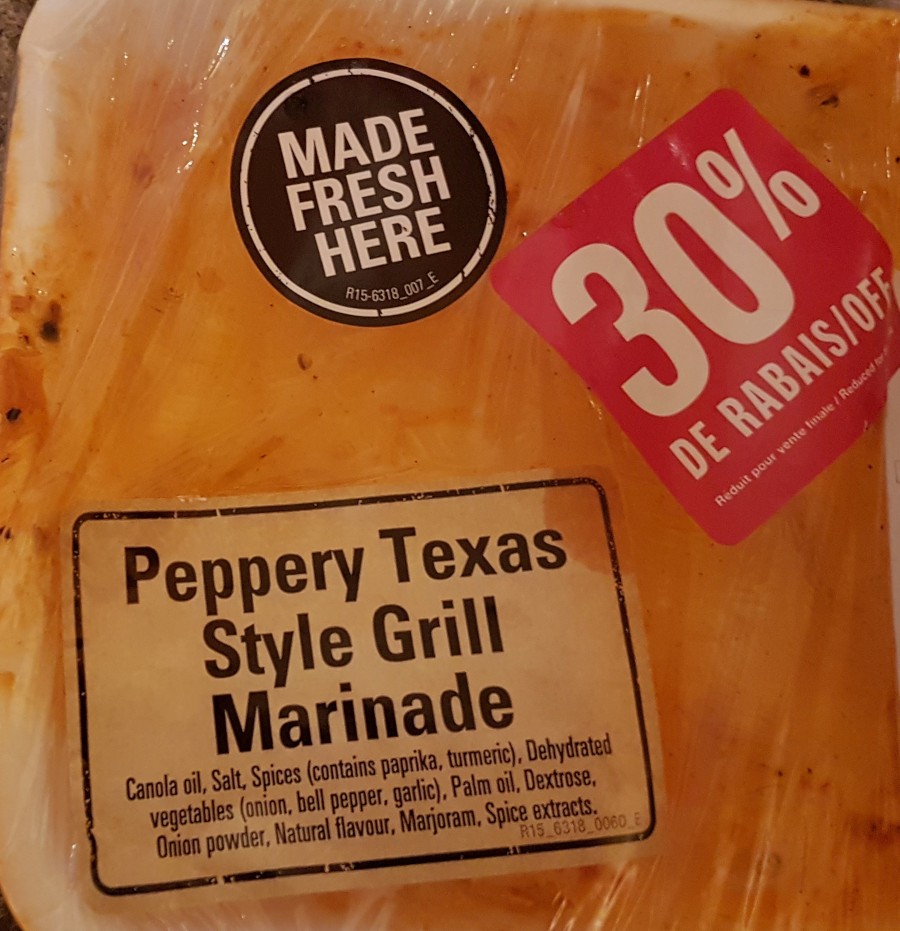 MADE
FRESH
HERE
R15-6318_007_E
30%
DE RABAIS/OFF
Réduit pour vente finale / Reduced for
Peppery Texas
Style Grill
Marinade
Canola oil, Salt, Spices (contains paprika, turmeric), Dehydrated
vegetables (onion, bell pepper, garlic), Palm oil, Dextrose,
Onion powder, Natural flavour, Marjoram, Spice extracts.
R15_6318_0060_E